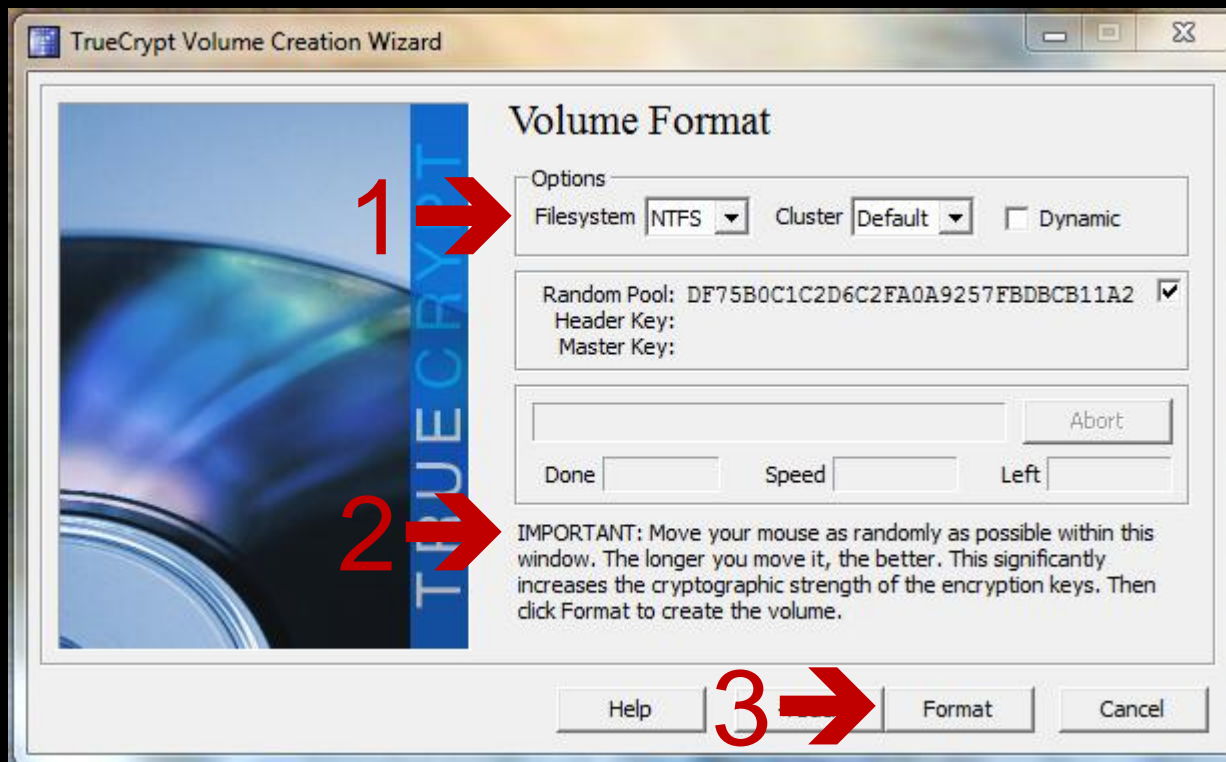 TrueCrypt Volume Creation Wizard
TRUECRYPT
Volume Format
Options
1
Filesystem NTFS Cluster Default Dynamic
Random Pool: DF75B0C1C2D6C2FA0A9257FBDBCB11A2
Header Key:
Master Key:
Abort
Done Speed Left
2
IMPORTANT: Move your mouse as randomly as possible within this
window. The longer you move it, the better. This significantly
increases the cryptographic strength of the encryption keys. Then
click Format to create the volume.
Help 3 Format Cancel